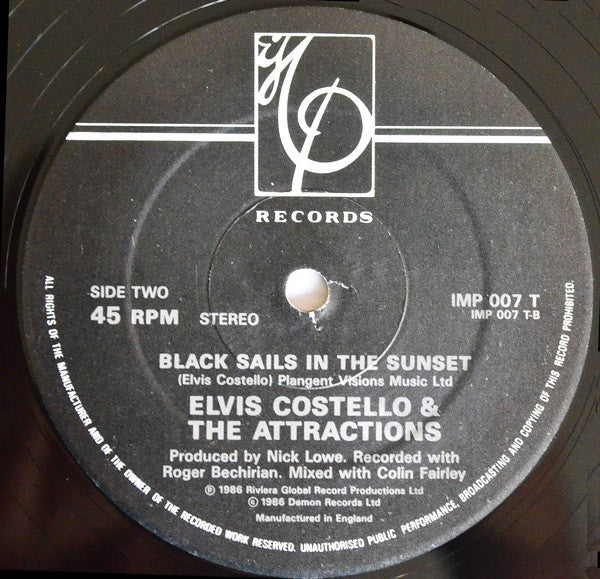 imp
RECORDS
SIDE TWO
45 RPM STEREO
IMP 007 T
IMP 007 T-B
BLACK SAILS IN THE SUNSET
(Elvis Costello) Plangent Visions Music Ltd
ELVIS COSTELLO &
THE ATTRACTIONS
Produced by Nick Lowe. Recorded with
Roger Bechirian. Mixed with Colin Fairley
℗ 1986 Riviera Global Record Productions Ltd
© 1986 Demon Records Ltd
Manufactured in England
ALL RIGHTS OF THE MANUFACTURER AND OF THE OWNER OF THE RECORDED WORK RESERVED. UNAUTHORISED PUBLIC PERFORMANCE, BROADCASTING AND COPYING OF THIS RECORD PROHIBITED.